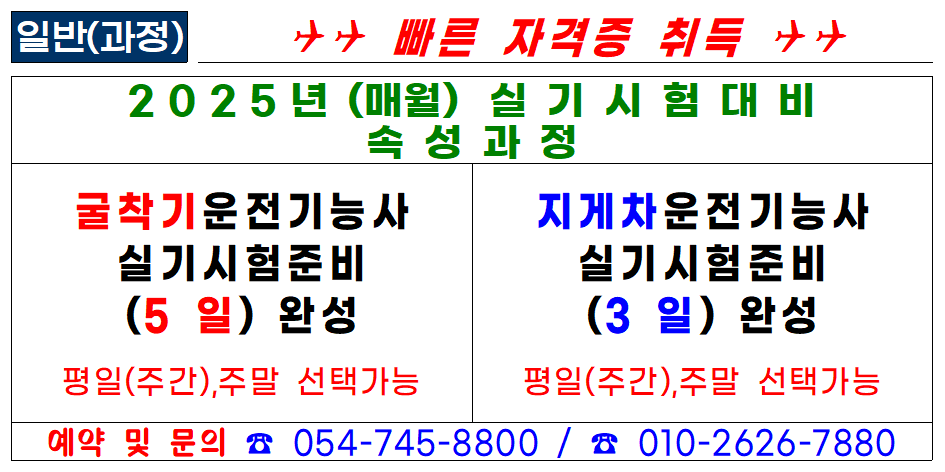 일반(과정)
✈✈ 빠른 자격증 취득 ✈✈
2025년 (매월) 실기시험대비
속성과정
굴착기운전기능사
실기시험준비
(5 일) 완성
평일(주간),주말 선택가능
지게차운전기능사
실기시험준비
(3 일) 완성
평일(주간),주말 선택가능
예약 및 문의 ☎ 054-745-8800 / ☎ 010-2626-7880